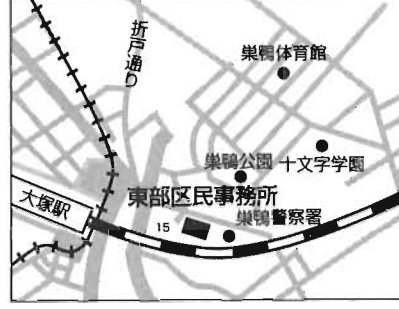 折戸通り
巣鴨体育館
巣鴨公園
十文字学園
東部区民事務所
大塚駅
15
巣鴨警察署